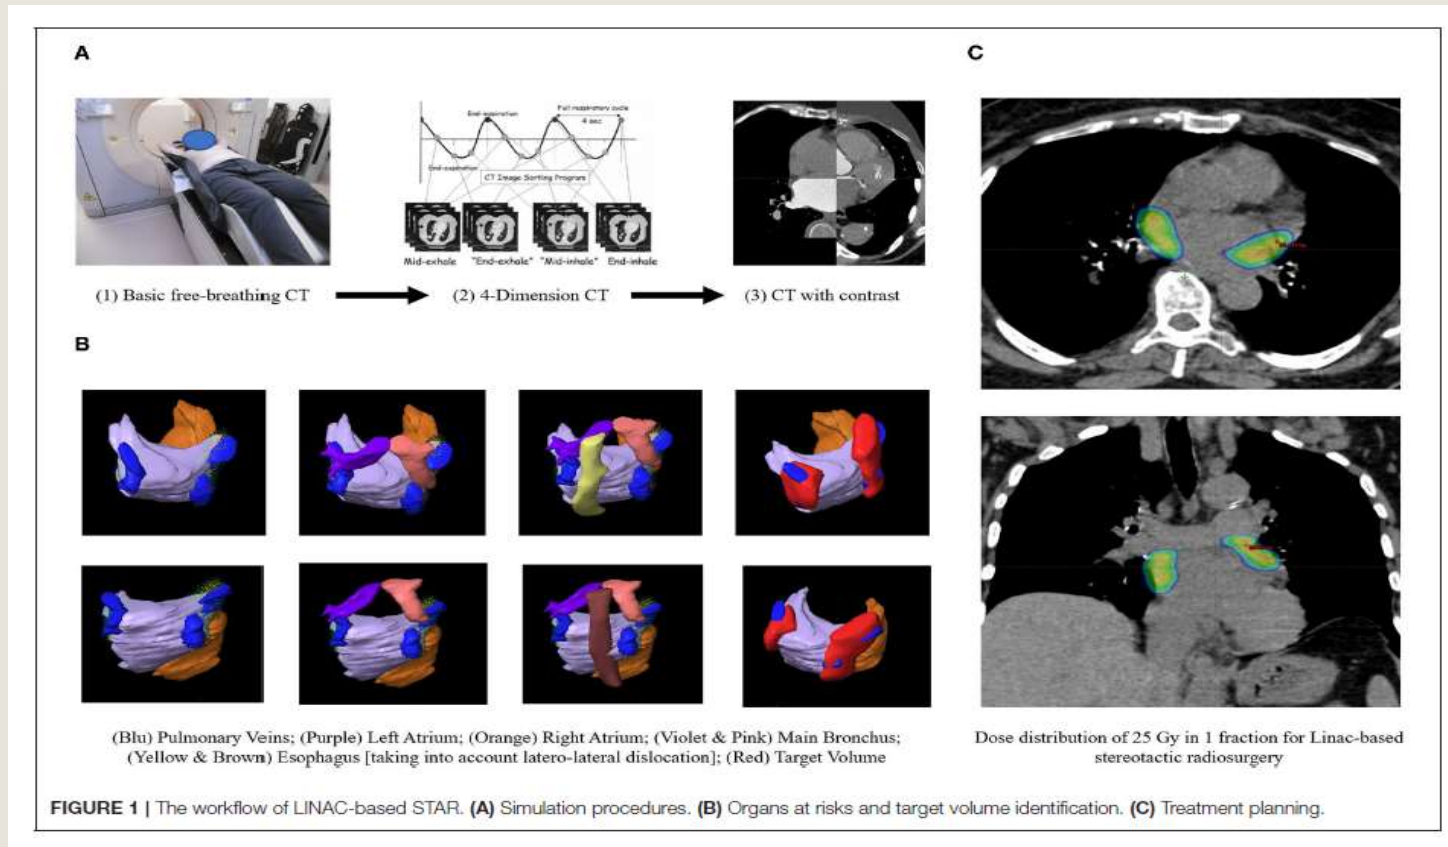 A
C
End-expiration
Full respiratory cycle
4 sec
CT Image Sorting Program
Mid-exhale "End-exhale" "Mid-inhale" End-inhale
(1) Basic free-breathing CT
(2) 4-Dimension CT
(3) CT with contrast
B
(Blu) Pulmonary Veins; (Purple) Left Atrium; (Orange) Right Atrium; (Violet & Pink) Main Bronchus;
(Yellow & Brown) Esophagus [taking into account latero-lateral dislocation]; (Red) Target Volume
Dose distribution of 25 Gy in 1 fraction for Linac-based
stereotactic radiosurgery
FIGURE 1 | The workflow of LINAC-based STAR. (A) Simulation procedures. (B) Organs at risks and target volume identification. (C) Treatment planning.